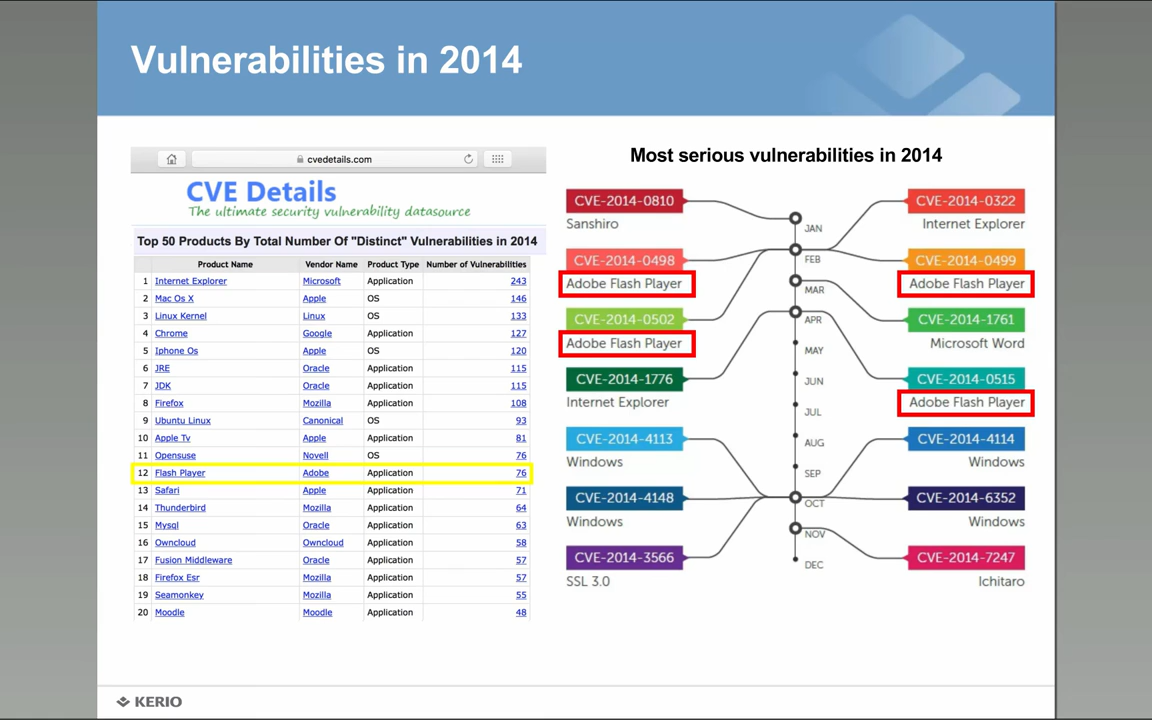 Vulnerabilities in 2014
cvedetails.com
CVE Details
The ultimate security vulnerability datasource
Top 50 Products By Total Number Of "Distinct" Vulnerabilities in 2014
Product Name Vendor Name Product Type Number of Vulnerabilities
1 Internet Explorer Microsoft Application 243
2 Mac Os X Apple OS 146
3 Linux Kernel Linux OS 133
4 Chrome Google Application 127
5 Iphone Os Apple OS 120
6 JRE Oracle Application 115
7 JDK Oracle Application 115
8 Firefox Mozilla Application 108
9 Ubuntu Linux Canonical OS 93
10 Apple Tv Apple Application 81
11 Opensuse Novell OS 76
12 Flash Player Adobe Application 76
13 Safari Apple Application 71
14 Thunderbird Mozilla Application 64
15 Mysql Oracle Application 63
16 Owncloud Owncloud Application 58
17 Fusion Middleware Oracle Application 57
18 Firefox Esr Mozilla Application 57
19 Seamonkey Mozilla Application 55
20 Moodle Moodle Application 48
Most serious vulnerabilities in 2014
CVE-2014-0810
Sanshiro
CVE-2014-0498
Adobe Flash Player
CVE-2014-0502
Adobe Flash Player
CVE-2014-1776
Internet Explorer
CVE-2014-4113
Windows
CVE-2014-4148
Windows
CVE-2014-3566
SSL 3.0
JAN
FEB
MAR
APR
MAY
JUN
JUL
AUG
SEP
OCT
NOV
DEC
CVE-2014-0322
Internet Explorer
CVE-2014-0499
Adobe Flash Player
CVE-2014-1761
Microsoft Word
CVE-2014-0515
Adobe Flash Player
CVE-2014-4114
Windows
CVE-2014-6352
Windows
CVE-2014-7247
Ichitaro
KERIO